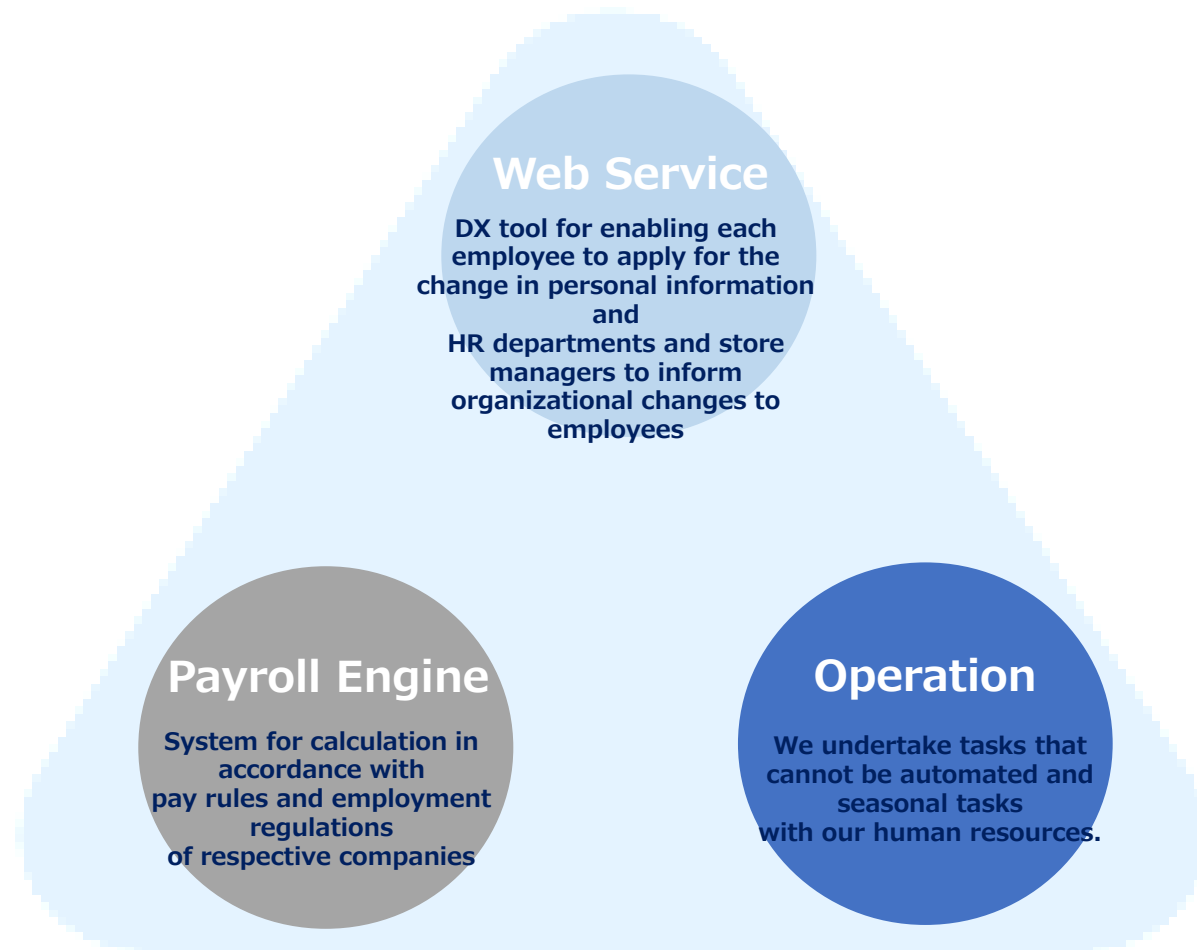 Web Service
DX tool for enabling each
employee to apply for the
change in personal information
and
HR departments and store
managers to inform
organizational changes to
employees
Payroll Engine
System for calculation in
accordance with
pay rules and employment
regulations
of respective companies
Operation
We undertake tasks that
cannot be automated and
seasonal tasks
with our human resources.